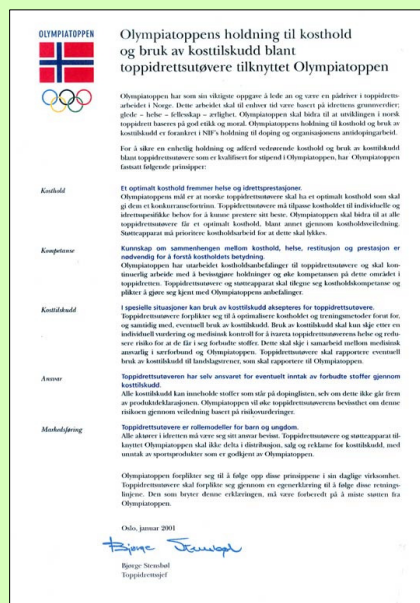 OLYMPIATOPPEN
Olympiatoppens holdning til kosthold
og bruk av kosttilskudd blant
toppidrettsutøvere tilknyttet Olympiatoppen
Olympiatoppen har som sin viktigste oppgave å lede an og være en pådriver i toppidretts-
arbeidet i Norge. Dette arbeidet skal til enhver tid være basert på idrettens grunnverdier;
glede – helse – fellesskap – ærlighet. Olympiatoppen skal bidra til at utviklingen i norsk
toppidrett baseres på god etikk og moral. Olympiatoppens holdning til kosthold og bruk av
kosttilskudd er forankret i NIF's holdning til doping og organisasjonens antidopingarbeid.
For å sikre en enhetlig holdning og adferd vedrørende kosthold og bruk av kosttilskudd
blant toppidrettsutøvere som er kvalifisert for stipend i Olympiatoppen, har Olympiatoppen
fastsatt følgende prinsipper:
Kosthold
Et optimalt kosthold fremmer helse og idrettsprestasjoner.
Olympiatoppens mål er at norske toppidrettsutøvere skal ha et optimalt kosthold som skal
gi dem et konkurransefortrinn. Toppidrettsutøverne må tilpasse kostholdet til individuelle og
idrettsspesifikke behov for å kunne prestere sitt beste. Olympiatoppen skal bidra til at alle
toppidrettsutøvere får et optimalt kosthold, blant annet gjennom kostholdsveiledning.
Støtteapparat må prioritere kostholdsarbeid for at dette skal lykkes.
Kompetanse
Kunnskap om sammenhengen mellom kosthold, helse, restitusjon og prestasjon er
nødvendig for å forstå kostholdets betydning.
Olympiatoppen har utarbeidet kostholdsanbefalinger til toppidrettsutøvere og skal kon-
tinuerlig arbeide med å bevisstgjøre holdninger og øke kompetansen på dette området i
toppidretten. Toppidrettsutøvere og støtteapparat skal tilegne seg kostholdskompetanse og
plikter å gjøre seg kjent med Olympiatoppens anbefalinger.
Kosttilskudd
I spesielle situasjoner kan bruk av kosttilskudd aksepteres for toppidrettsutøvere.
Toppidrettsutøvere forplikter seg til å optimalisere kostholdet og treningsmetoder forut for,
og samtidig med, eventuell bruk av kosttilskudd. Bruk av kosttilskudd kan skje etter en
individuell vurdering og medisinsk kontroll for å ivareta toppidrettsutøverens helse og redu-
sere risiko for at de får i seg forbudte stoffer. Dette skal skje i samarbeid mellom medisinsk
ansvarlig i særforbund og Olympiatoppen. Toppidrettsutøvere skal rapportere eventuell
bruk av kosttilskudd til landslagstrener, som skal rapportere til Olympiatoppen.
Ansvar
Toppidrettsutøveren har selv ansvaret for eventuelt inntak av forbudte stoffer gjennom
kosttilskudd.
Alle kosttilskudd kan inneholde stoffer som står på dopinglisten, selv om dette ikke går frem
av produktdeklarasjonen. Olympiatoppen vil øke toppidrettsutøverens bevissthet om denne
risikoen gjennom veiledning basert på risikovurderinger.
Markedsføring
Toppidrettsutøvere er rollemodeller for barn og ungdom.
Alle aktører i idretten må være seg sitt ansvar bevisst. Toppidrettsutøvere og støtteapparat til-
knyttet Olympiatoppen skal ikke delta i distribusjon, salg og reklame for kosttilskudd, med
unntak av sportsprodukter som er godkjent av Olympiatoppen.
Olympiatoppen forplikter seg til å følge opp disse prinsippene i sin daglige virksomhet.
Toppidrettsutøvere skal forplikte seg gjennom en egenerklæring til å følge disse retnings-
linjene. Den som bryter denne erklæringen, må være forberedt på å miste støtten fra
Olympiatoppen.
Oslo, januar 2001
Bjørge Stensbøl
Bjørge Stensbøl
Toppidrettssjef